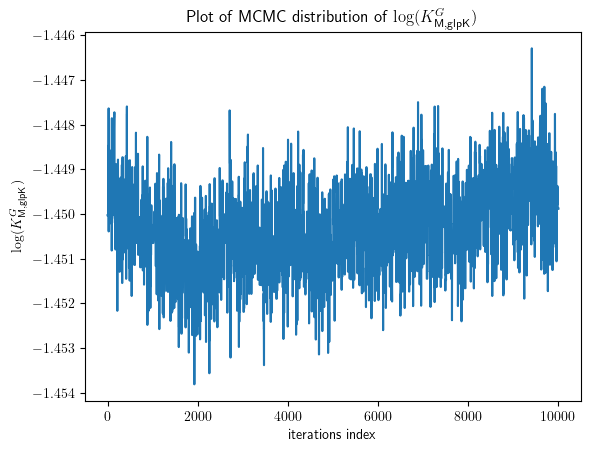 Plot of MCMC distribution of log(K^G_{M,glpK})
−1.446
−1.447
−1.448
−1.449
−1.450
−1.451
−1.452
−1.453
−1.454
log(K^G_{M,glpK})
0 2000 4000 6000 8000 10000
iterations index